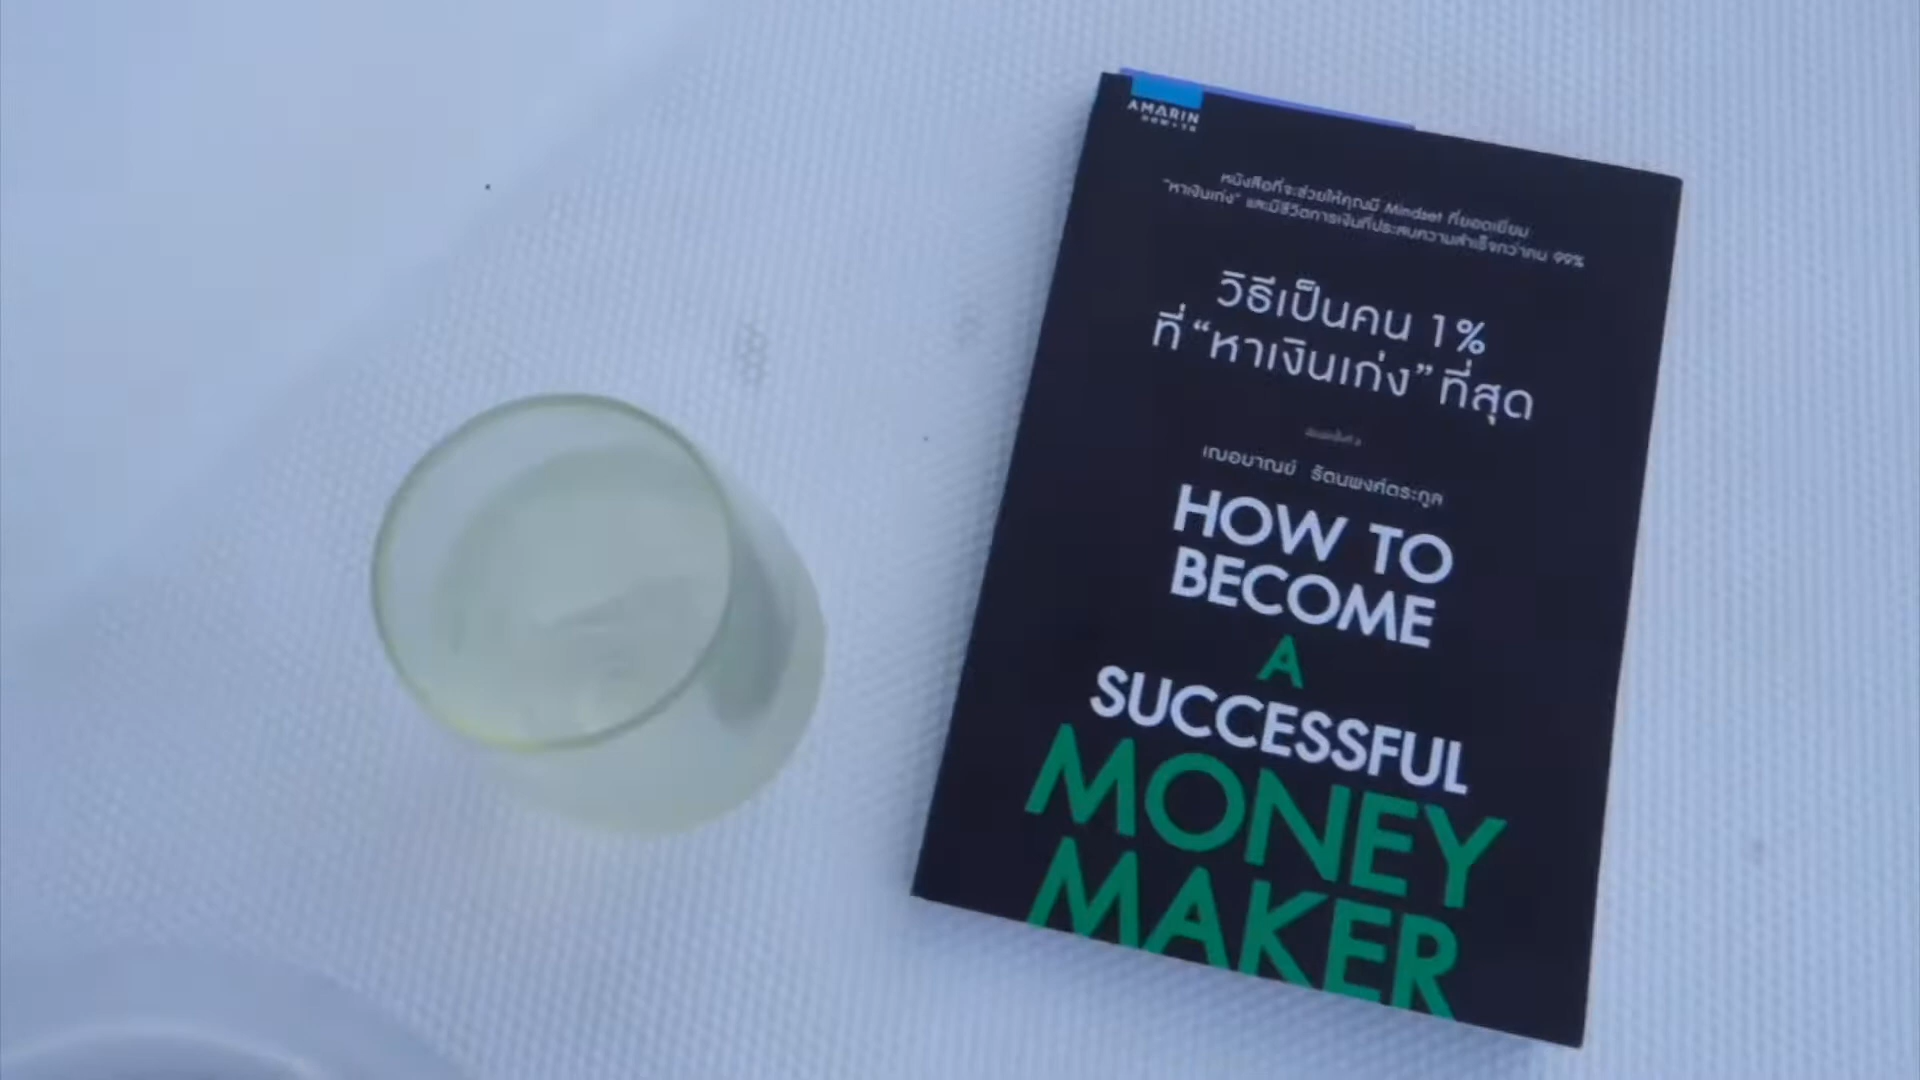 AMARIN
HOW•TO
หนังสือที่จะช่วยให้คุณมี Mindset ที่ยอดเยี่ยม
"หาเงินเก่ง" และมีชีวิตการเงินที่ประสบความสำเร็จกว่าคน 99%
วิธีเป็นคน 1%
ที่ “หาเงินเก่ง” ที่สุด
เฌอมาณย์ รัตนพงศ์ตระกูล
HOW TO
BECOME
A
SUCCESSFUL
MONEY
MAKER